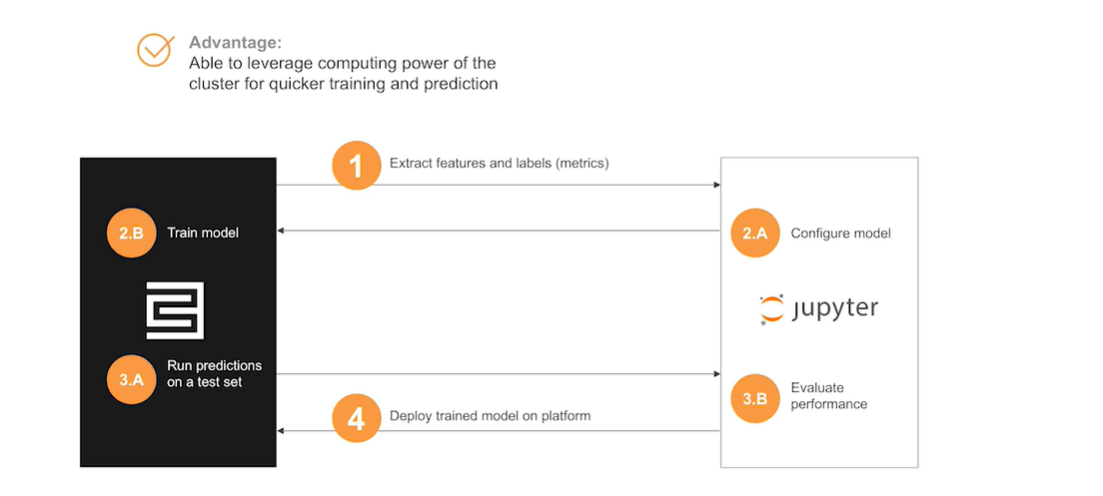 Advantage:
Able to leverage computing power of the
cluster for quicker training and prediction
1
Extract features and labels (metrics)
2.B
Train model
2.A
Configure model
jupyter
3.A
Run predictions
on a test set
3.B
Evaluate
performance
4
Deploy trained model on platform